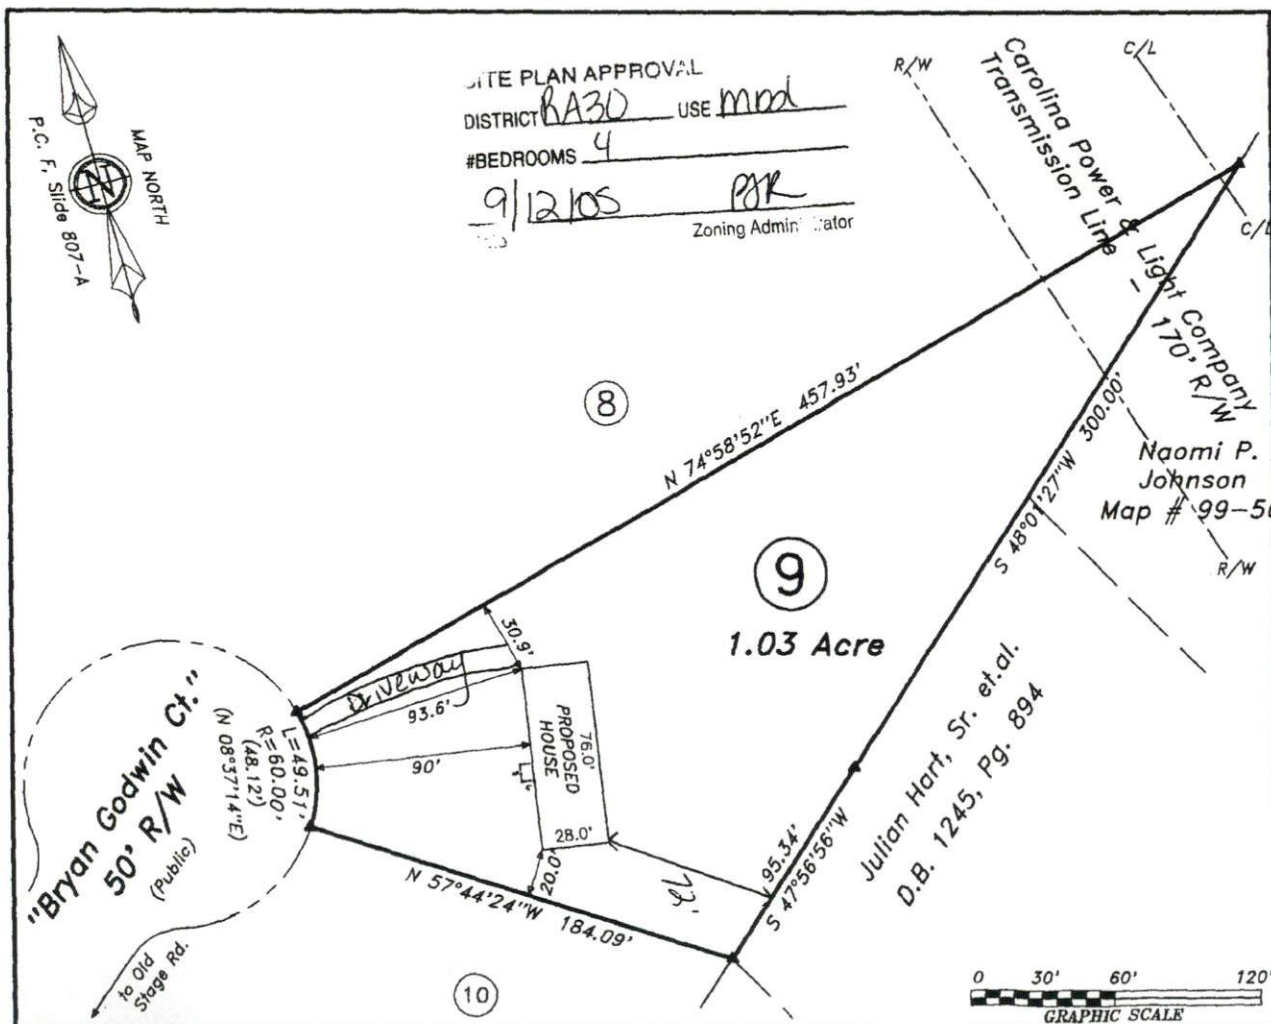 SITE PLAN APPROVAL
DISTRICT RA30 USE mod
#BEDROOMS 4
9/12/05 PJR
Zoning Administrator
MAP NORTH
N
P.C. F, Slide 807-A
R/W
C/L
Carolina Power & Light Company
Transmission Line - 170' R/W
C/L
8
N 74°58'52"E 457.93'
S 48°01'27"W 300.00'
Naomi P.
Johnson
Map # 99-5
R/W
9
1.03 Acre
30.9'
Driveway
93.6'
90'
PROPOSED
HOUSE
76.0'
28.0'
20.0'
72'
L=49.51'
R=60.00'
(48.12')
(N 08°37'14"E)
"Bryan Godwin Ct."
50' R/W
(Public)
to Old
Stage Rd.
N 57°44'24"W 184.09'
95.34'
S 47°56'56"W
Julian Hart, Sr. et.al.
D.B. 1245, Pg. 894
10
0 30' 60' 120'
GRAPHIC SCALE